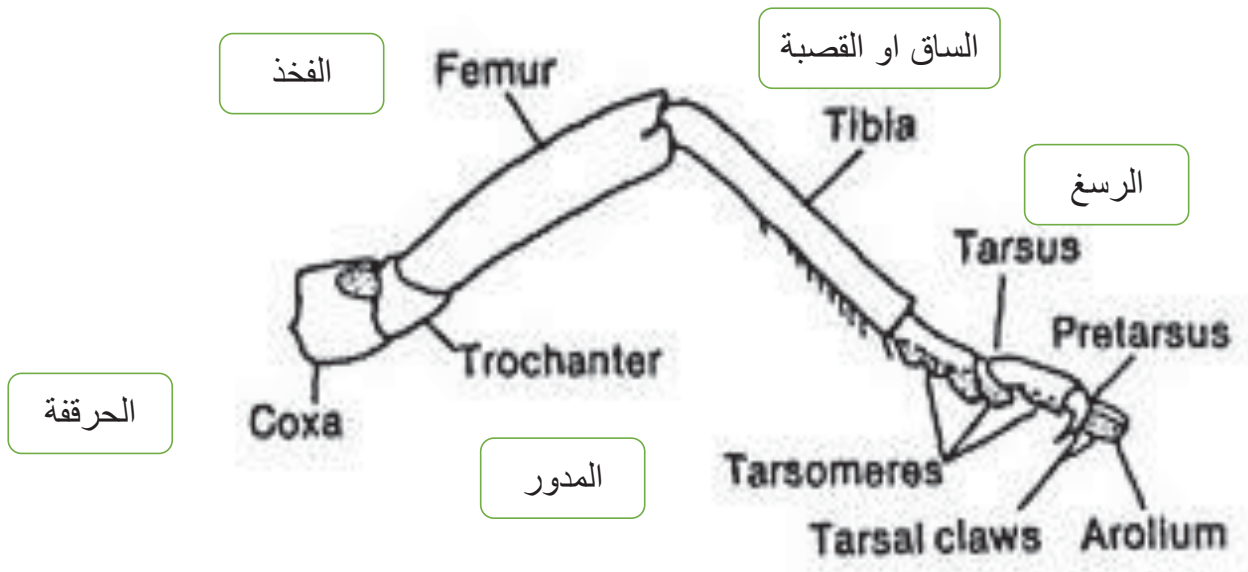 الساق او القصبة
الفخذ
Femur
Tibia
الرسغ
Tarsus
Pretarsus
Trochanter
الحرقفة
Coxa
المدور
Tarsomeres
Tarsal claws
Arolium